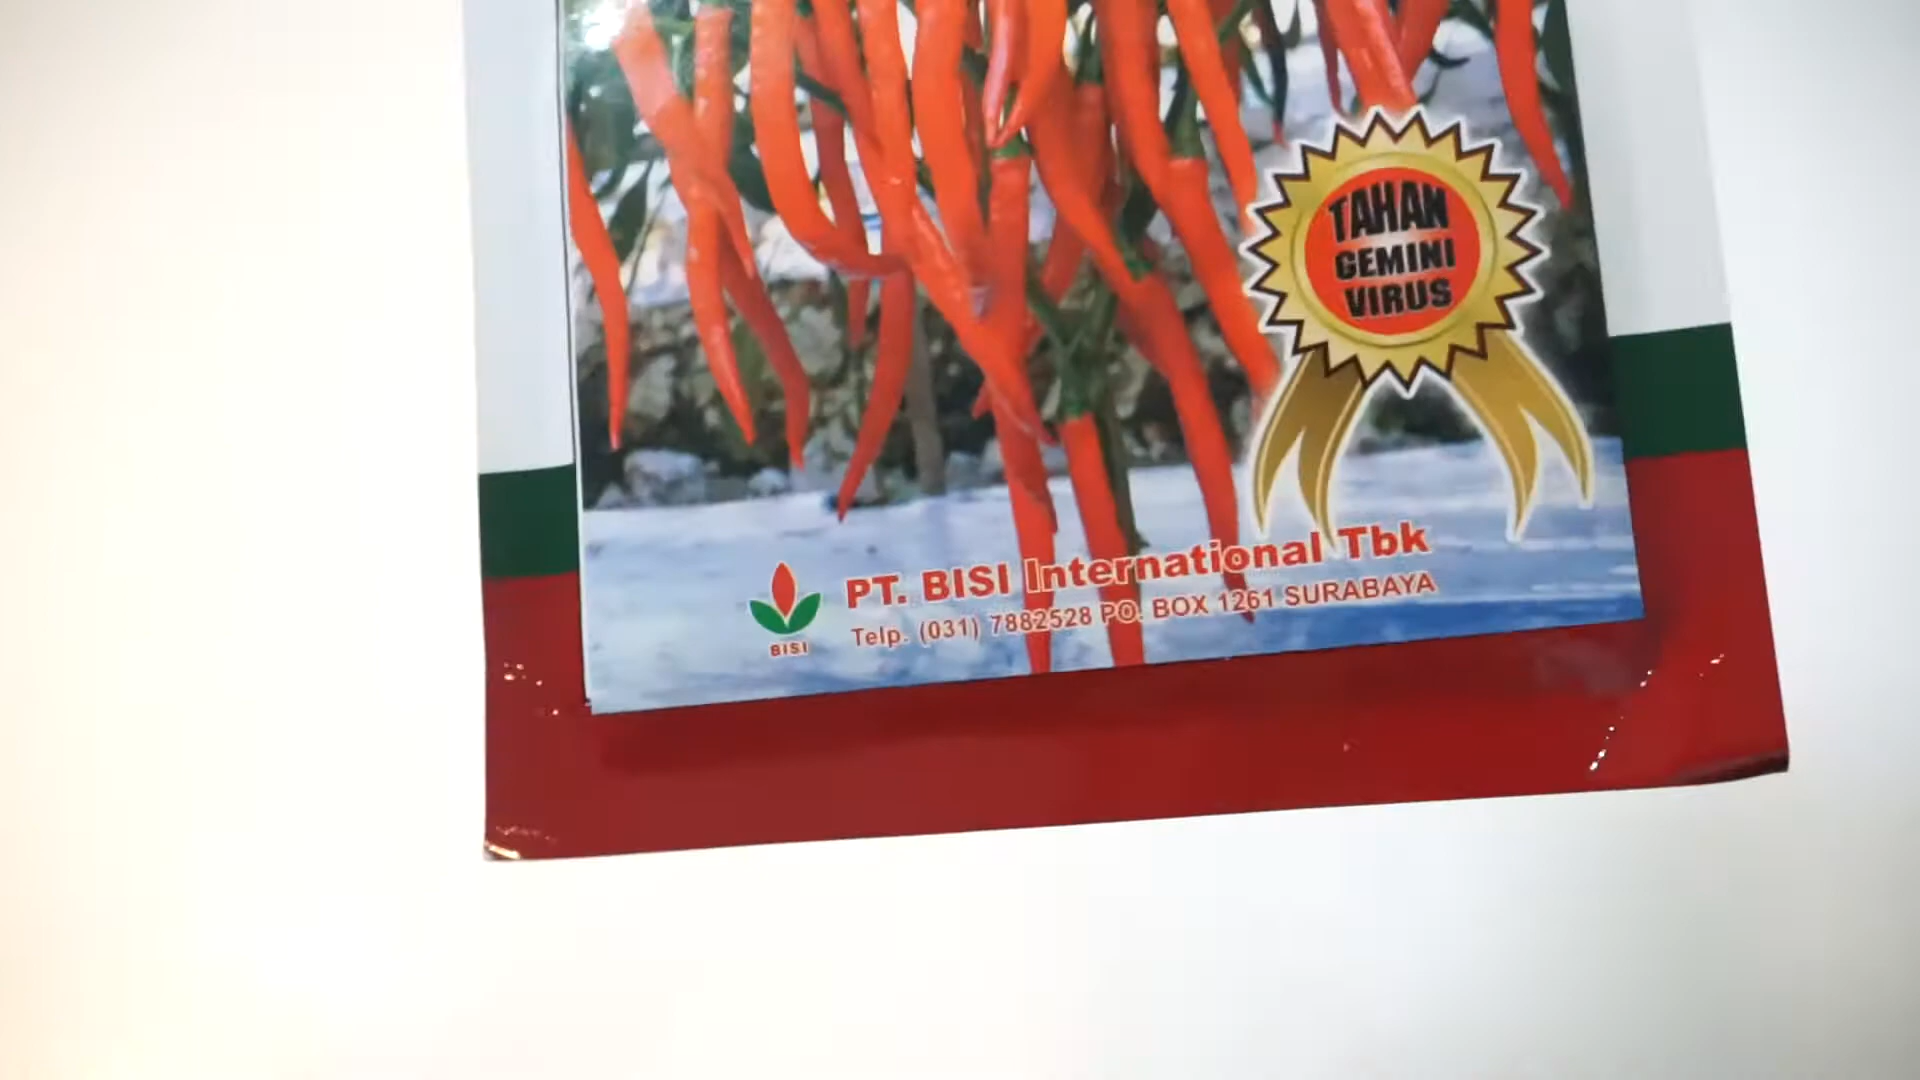 TAHAN
GEMINI
VIRUS
PT. BISI International Tbk
Telp. (031) 7882528 PO. BOX 1261 SURABAYA
BISI